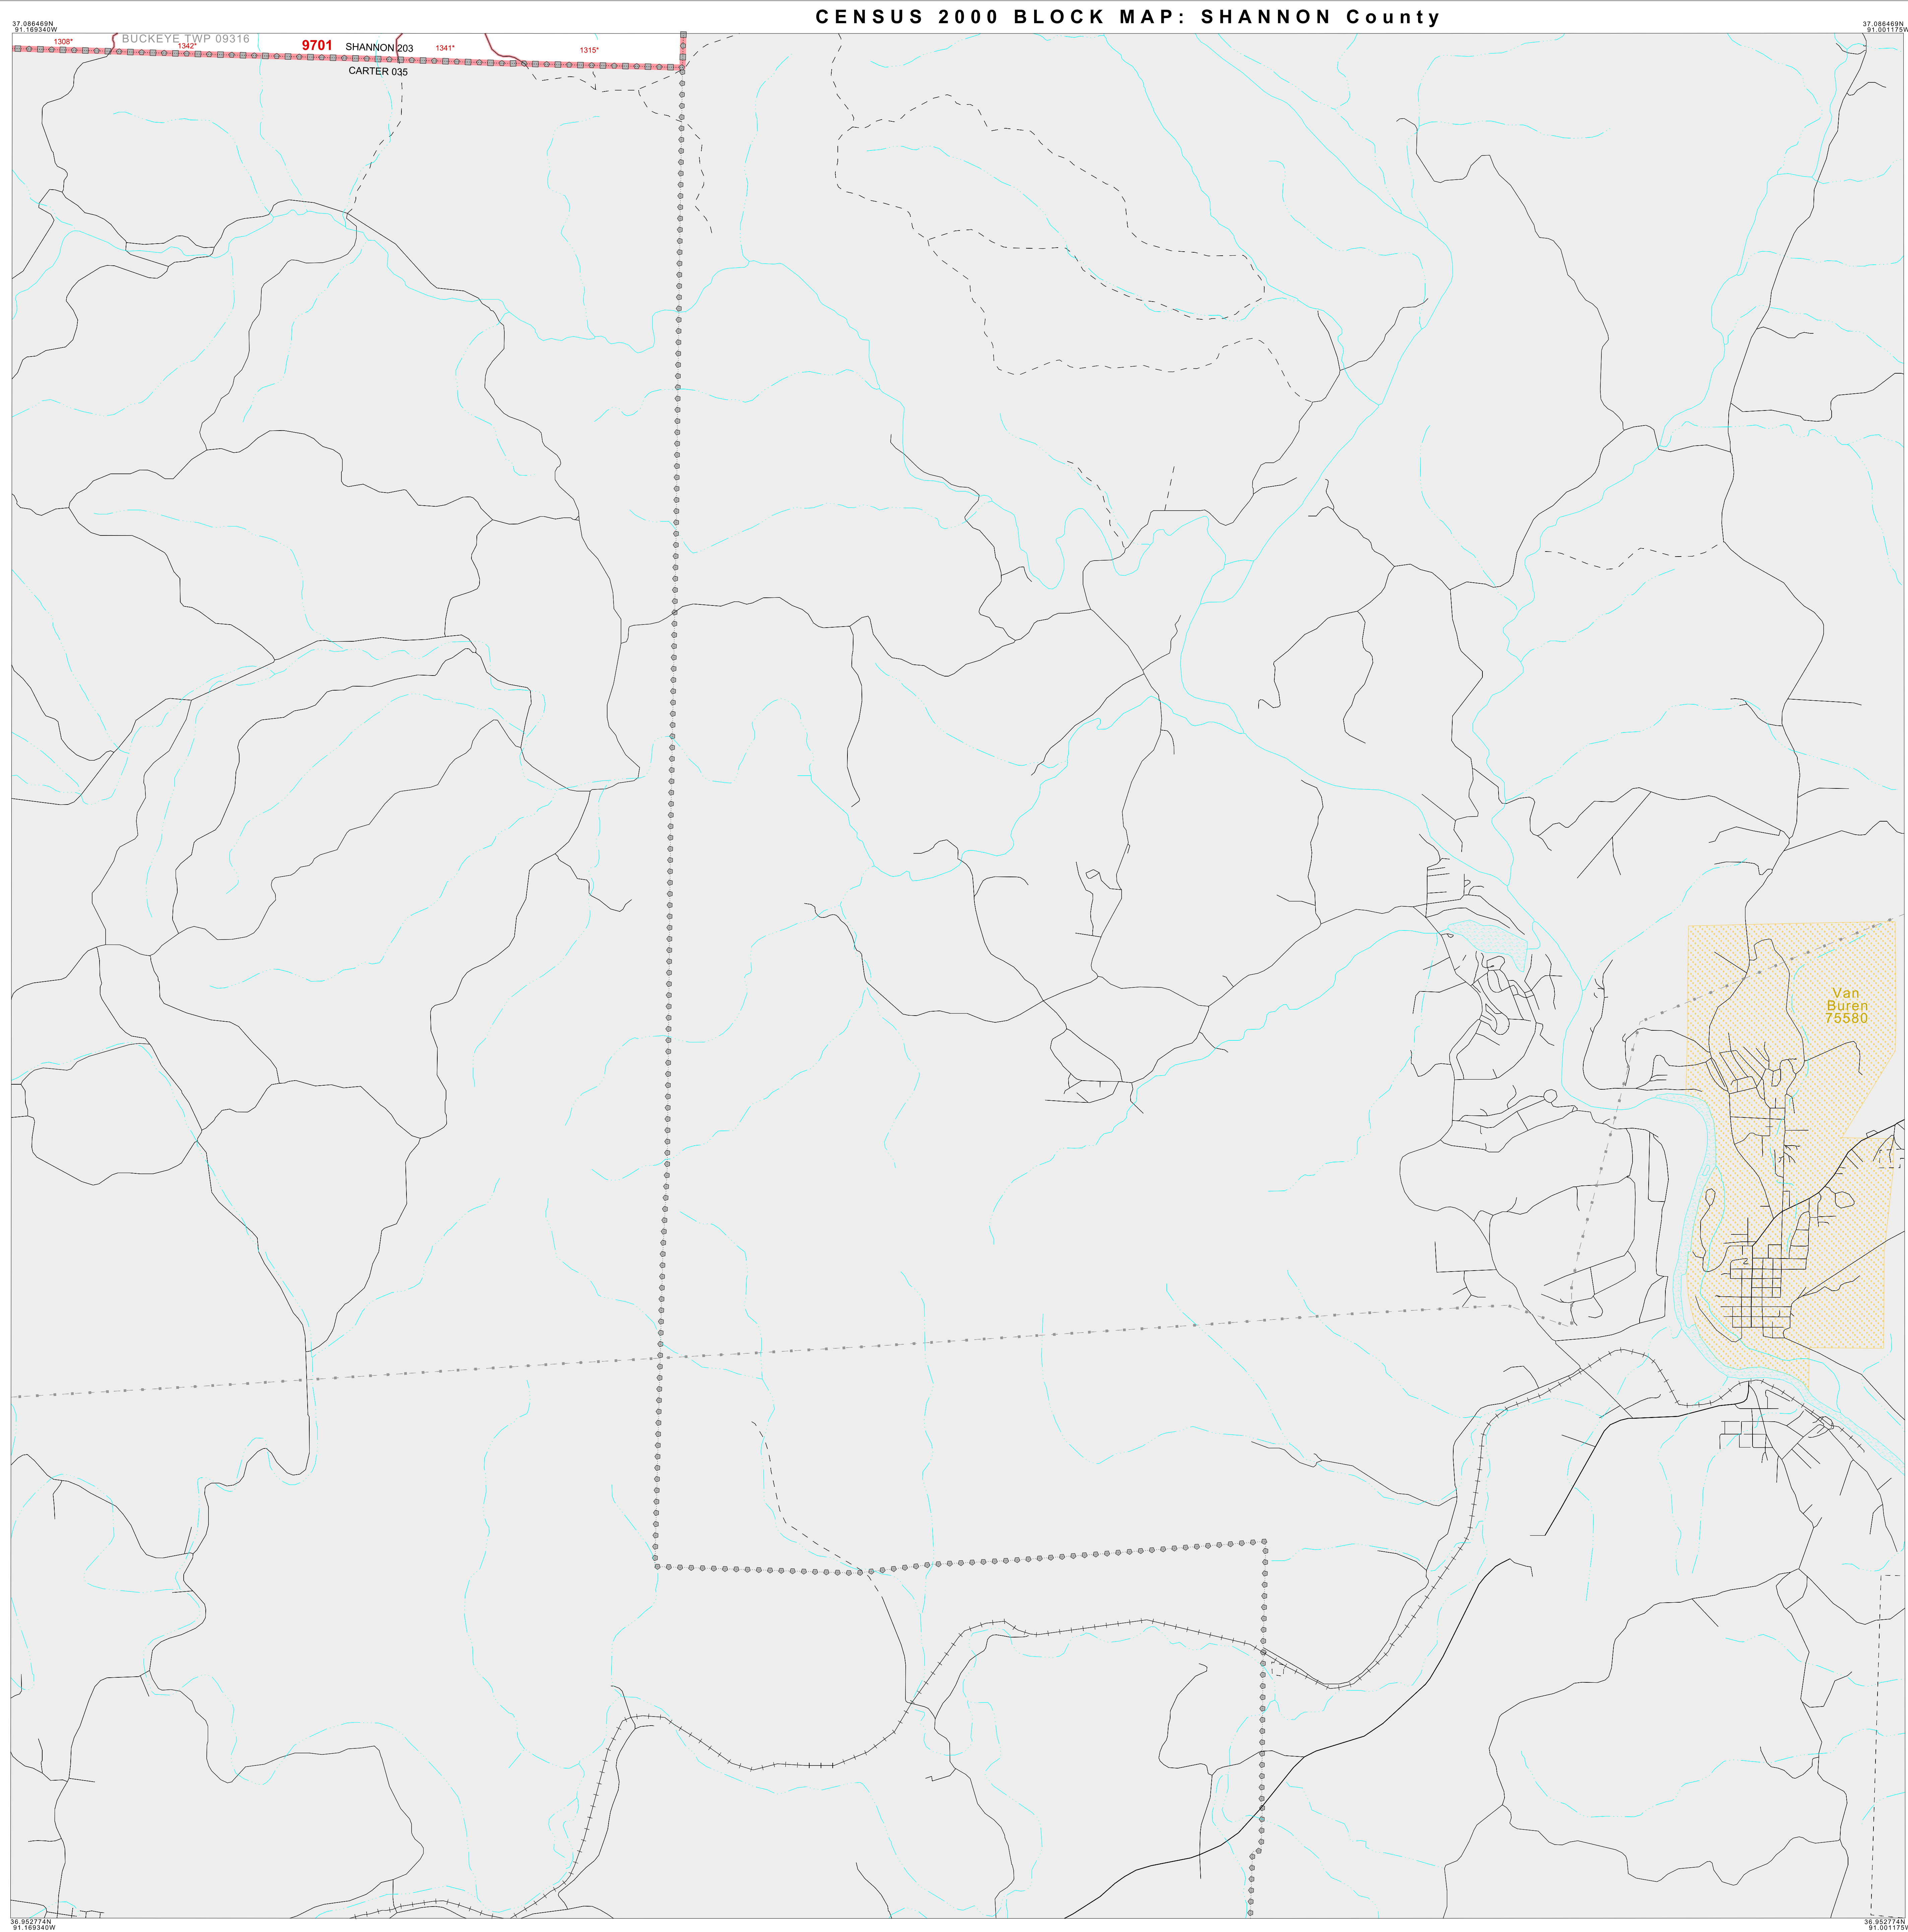 CENSUS 2000 BLOCK MAP: SHANNON County
37.086469N
91.169340W
37.086469N
91.001175W
BUCKEYE TWP 09316
1308*
1342*
9701
SHANNON 203
1341*
1315*
CARTER 035
Van
Buren
75580
2
36.952774N
91.169340W
36.952774N
91.001175W